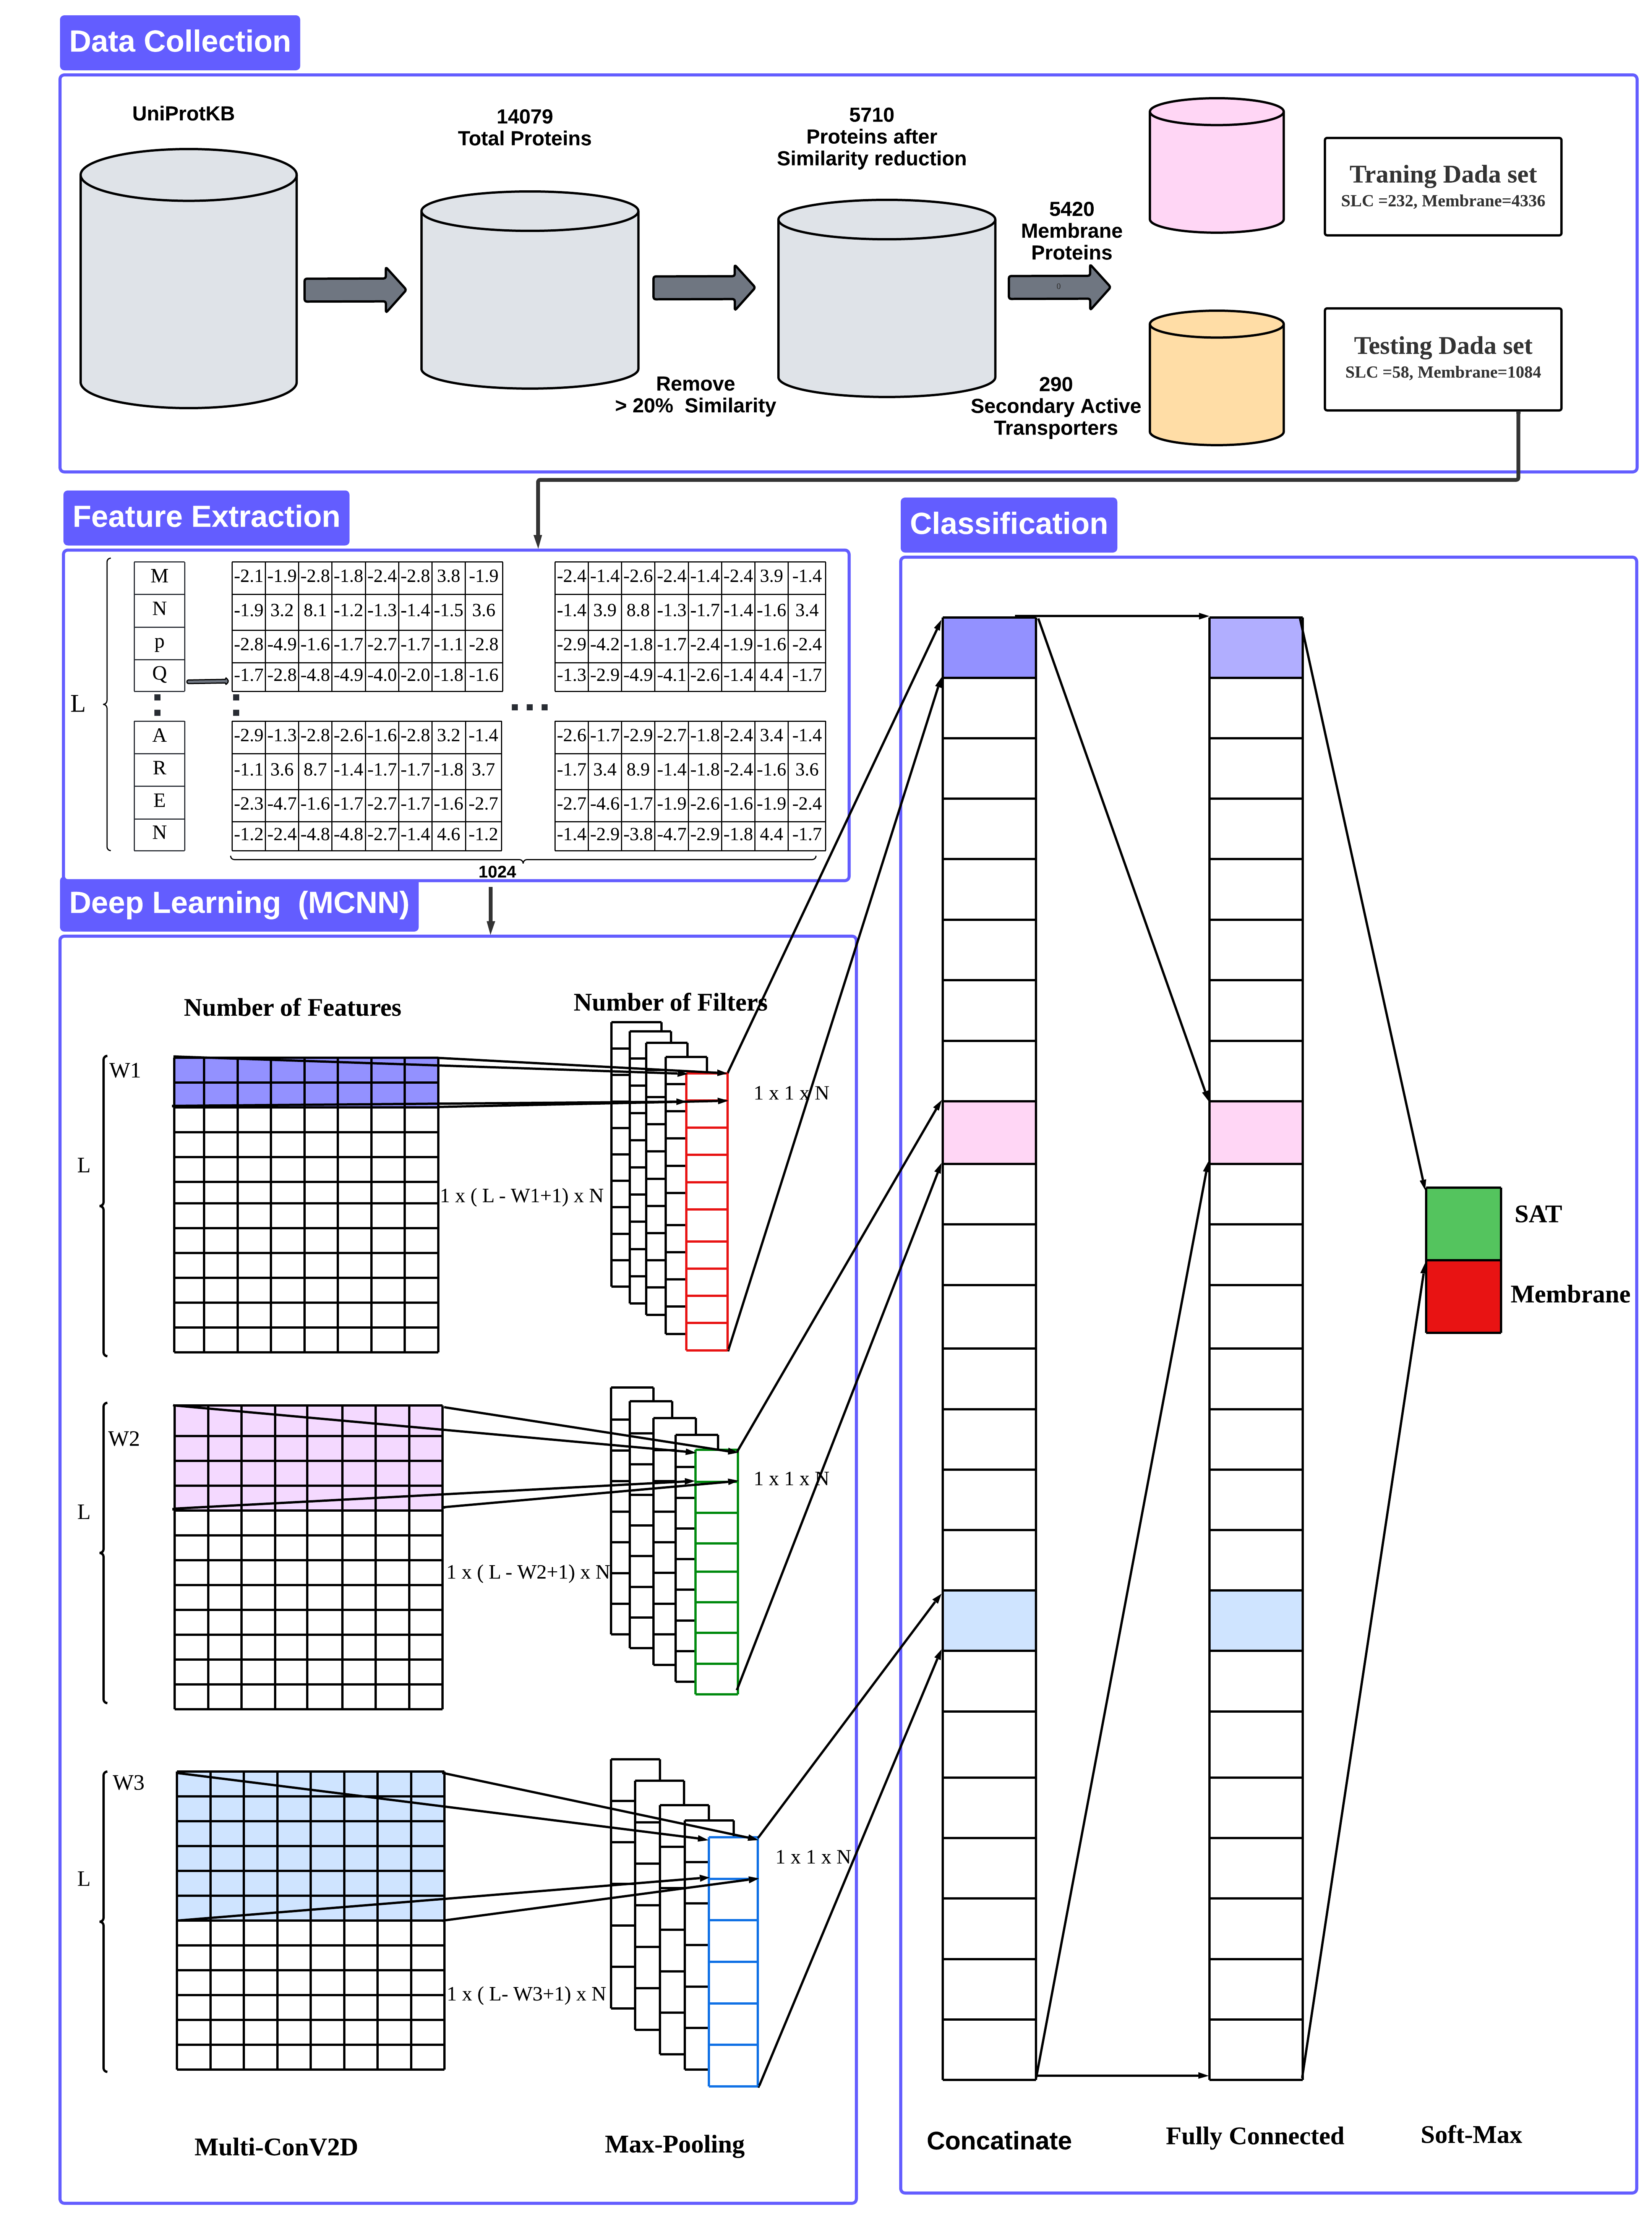 Data Collection
UniProtKB
14079
Total Proteins
5710
Proteins after
Similarity reduction
Remove
> 20% Similarity
5420
Membrane
Proteins
0
290
Secondary Active
Transporters
Traning Dada set
SLC =232, Membrane=4336
Testing Dada set
SLC =58, Membrane=1084
Feature Extraction
L
M -2.1 -1.9 -2.8 -1.8 -2.4 -2.8 3.8 -1.9 -2.4 -1.4 -2.6 -2.4 -1.4 -2.4 3.9 -1.4
N -1.9 3.2 8.1 -1.2 -1.3 -1.4 -1.5 3.6 -1.4 3.9 8.8 -1.3 -1.7 -1.4 -1.6 3.4
p -2.8 -4.9 -1.6 -1.7 -2.7 -1.7 -1.1 -2.8 -2.9 -4.2 -1.8 -1.7 -2.4 -1.9 -1.6 -2.4
Q -1.7 -2.8 -4.8 -4.9 -4.0 -2.0 -1.8 -1.6 -1.3 -2.9 -4.9 -4.1 -2.6 -1.4 4.4 -1.7
...
A -2.9 -1.3 -2.8 -2.6 -1.6 -2.8 3.2 -1.4 -2.6 -1.7 -2.9 -2.7 -1.8 -2.4 3.4 -1.4
R -1.1 3.6 8.7 -1.4 -1.7 -1.7 -1.8 3.7 -1.7 3.4 8.9 -1.4 -1.8 -2.4 -1.6 3.6
E -2.3 -4.7 -1.6 -1.7 -2.7 -1.7 -1.6 -2.7 -2.7 -4.6 -1.7 -1.9 -2.6 -1.6 -1.9 -2.4
N -1.2 -2.4 -4.8 -4.8 -2.7 -1.4 4.6 -1.2 -1.4 -2.9 -3.8 -4.7 -2.9 -1.8 4.4 -1.7
1024
Deep Learning (MCNN)
Number of Features
Number of Filters
W1
L
1 x ( L - W1+1) x N
1 x 1 x N
W2
L
1 x ( L - W2+1) x N
1 x 1 x N
W3
L
1 x ( L- W3+1) x N
1 x 1 x N
Multi-ConV2D
Max-Pooling
Classification
SAT
Membrane
Concatinate
Fully Connected
Soft-Max